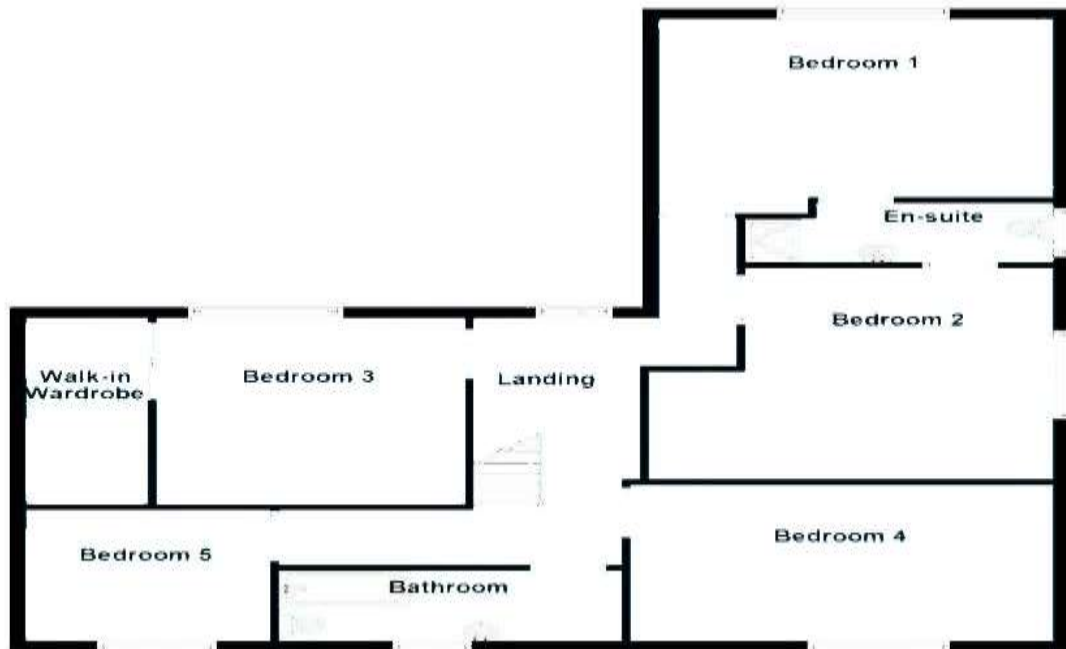 Bedroom 1
En-suite
Bedroom 2
Walk-in
Wardrobe
Bedroom 3
Landing
Bedroom 4
Bedroom 5
Bathroom